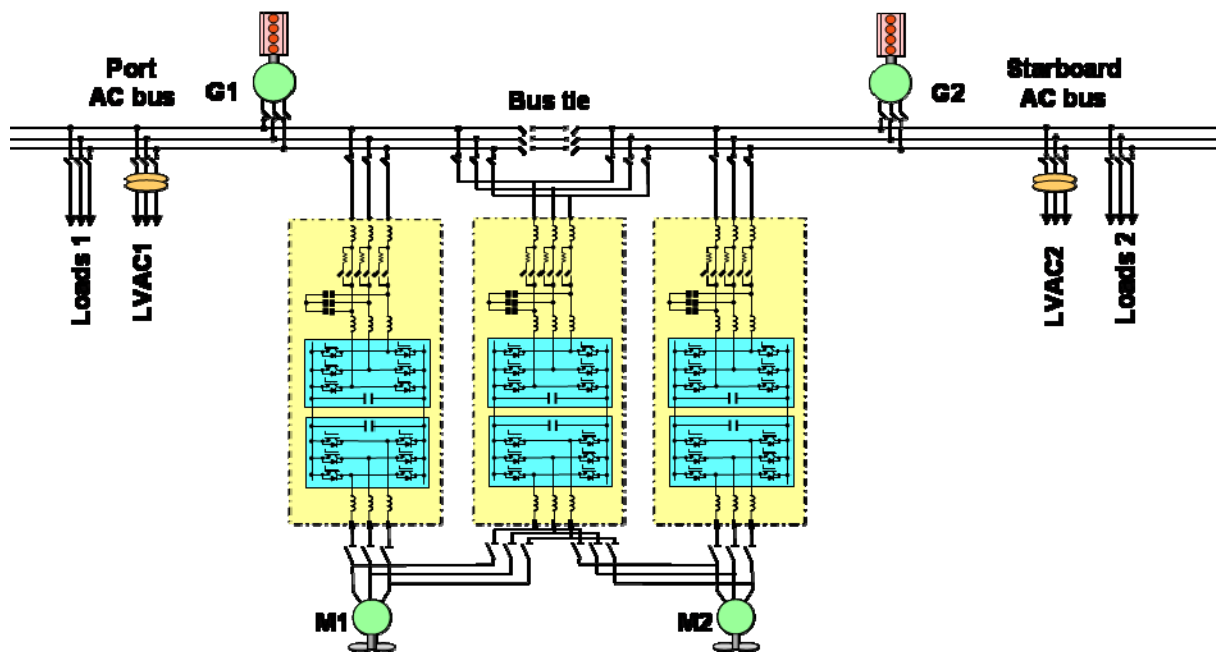 Port
AC bus
G1
Bus tie
G2
Starboard
AC bus
Loads 1
LVAC1
LVAC2
Loads 2
M1
M2